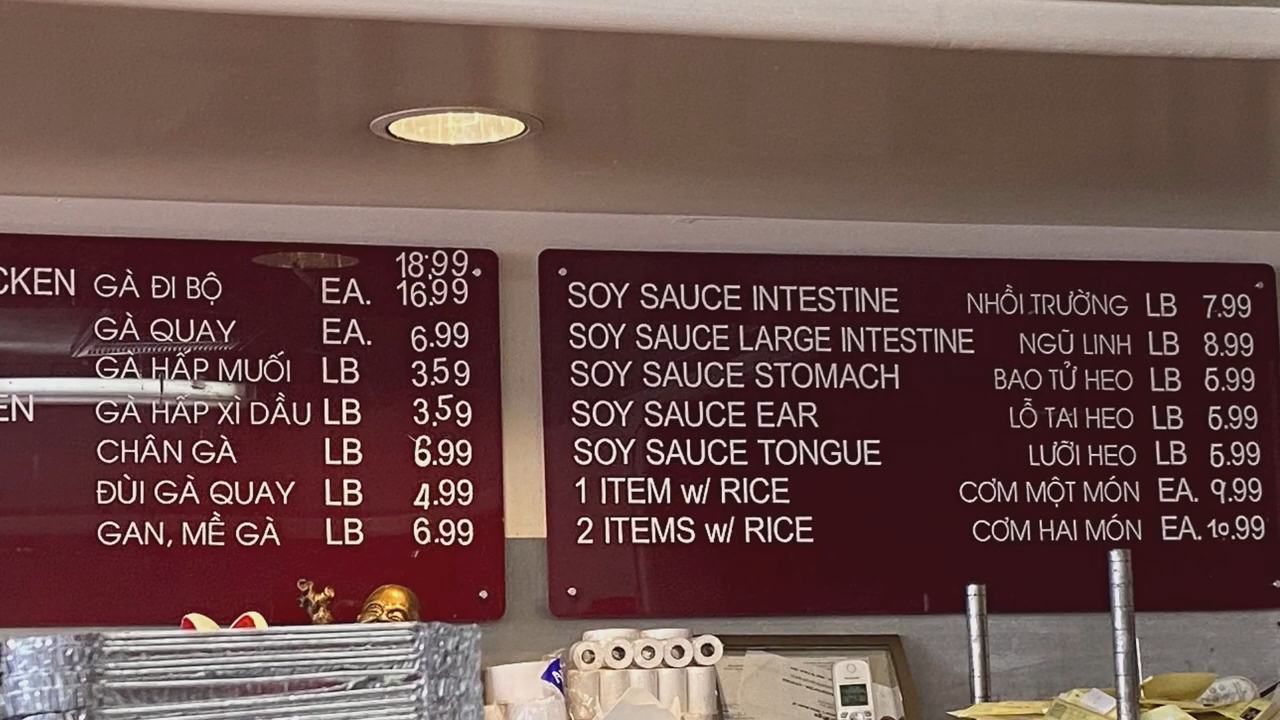 18.99
CKEN GÀ ĐI BỘ EA. 16.99
GÀ QUAY EA. 6.99
GÀ HẤP MUỐI LB 3.59
EN GÀ HẤP XÌ DẦU LB 3.59
CHÂN GÀ LB 6.99
ĐÙI GÀ QUAY LB 4.99
GAN, MỀ GÀ LB 6.99
SOY SAUCE INTESTINE NHỒI TRƯỜNG LB 7.99
SOY SAUCE LARGE INTESTINE NGŨ LINH LB 8.99
SOY SAUCE STOMACH BAO TỬ HEO LB 6.99
SOY SAUCE EAR LỖ TAI HEO LB 6.99
SOY SAUCE TONGUE LƯỠI HEO LB 6.99
1 ITEM w/ RICE CƠM MỘT MÓN EA. 9.99
2 ITEMS w/ RICE CƠM HAI MÓN EA. 10.99